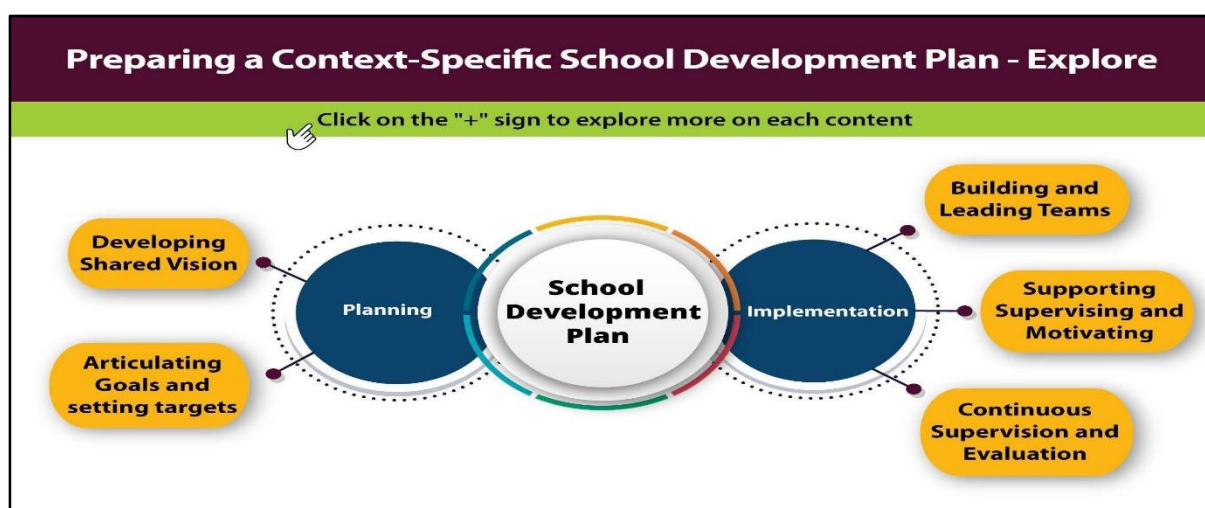 Preparing a Context-Specific School Development Plan - Explore
Click on the "+" sign to explore more on each content
Developing
Shared Vision
Articulating
Goals and
setting targets
Planning
School
Development
Plan
Implementation
Building and
Leading Teams
Supporting
Supervising and
Motivating
Continuous
Supervision and
Evaluation